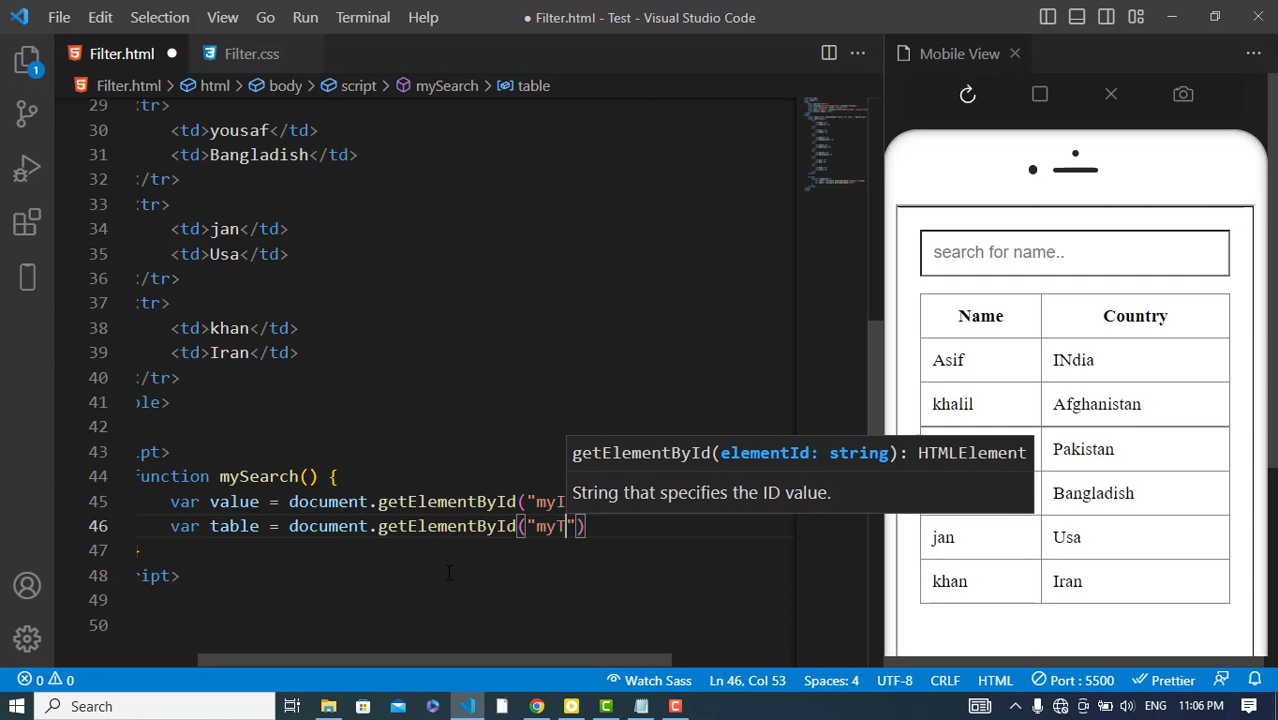 File Edit Selection View Go Run Terminal Help ● Filter.html - Test - Visual Studio Code
Filter.html ● Filter.css Mobile View
Filter.html > html > body > script > mySearch > table
29 tr>
30 <td>yousaf</td>
31 <td>Bangladish</td>
32 </tr>
33 tr>
34 <td>jan</td>
35 <td>Usa</td>
36 </tr>
37 tr>
38 <td>khan</td>
39 <td>Iran</td>
40 </tr>
41 ble>
42
43 ipt>
44 function mySearch() {
45 var value = document.getElementById("myI
46 var table = document.getElementById("myT")
47 }
48 ript>
49
50
getElementById(elementId: string): HTMLElement
String that specifies the ID value.
search for name..
Name Country
Asif INdia
khalil Afghanistan
Pakistan
Bangladish
jan Usa
khan Iran
1
0 0 Watch Sass Ln 46, Col 53 Spaces: 4 UTF-8 CRLF HTML Port : 5500 Prettier
Search ENG 11:06 PM